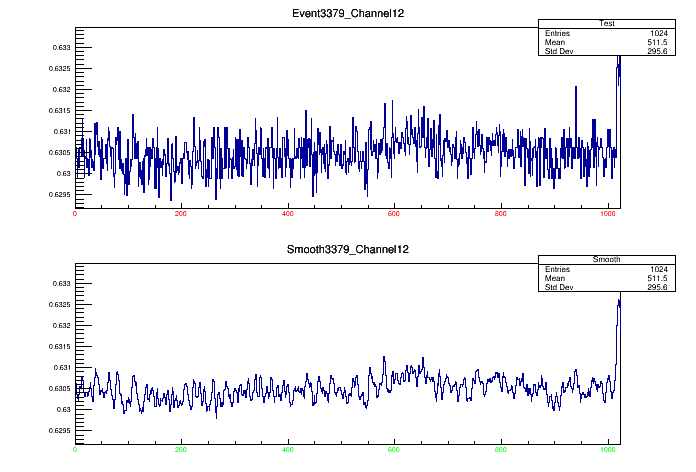 Event3379_Channel12
Test
Entries 1024
Mean 511.5
Std Dev 295.6
0.633
0.6325
0.632
0.6315
0.631
0.6305
0.63
0.6295
0 200 400 600 800 1000
Smooth3379_Channel12
Smooth
Entries 1024
Mean 511.5
Std Dev 295.6
0.633
0.6325
0.632
0.6315
0.631
0.6305
0.63
0.6295
0 200 400 600 800 1000